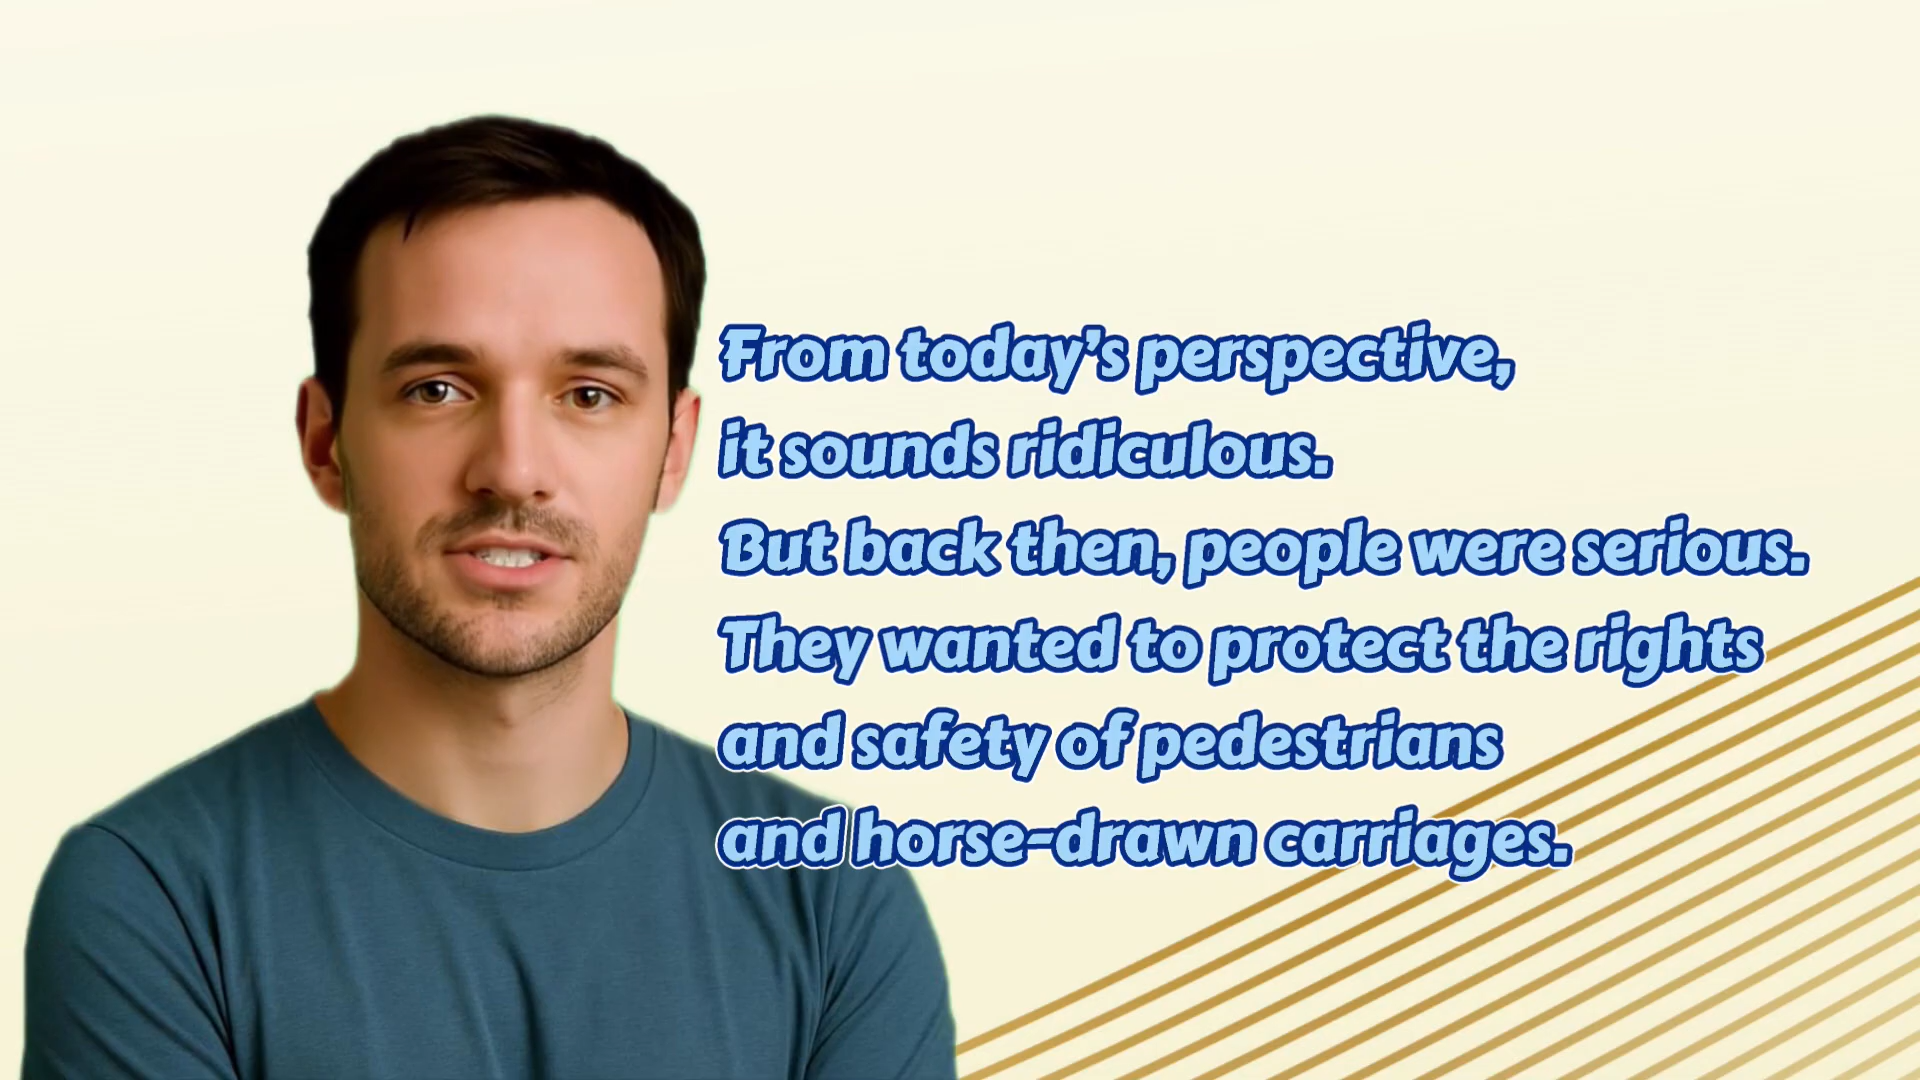 From today’s perspective,
it sounds ridiculous.
But back then, people were serious.
They wanted to protect the rights
and safety of pedestrians
and horse-drawn carriages.